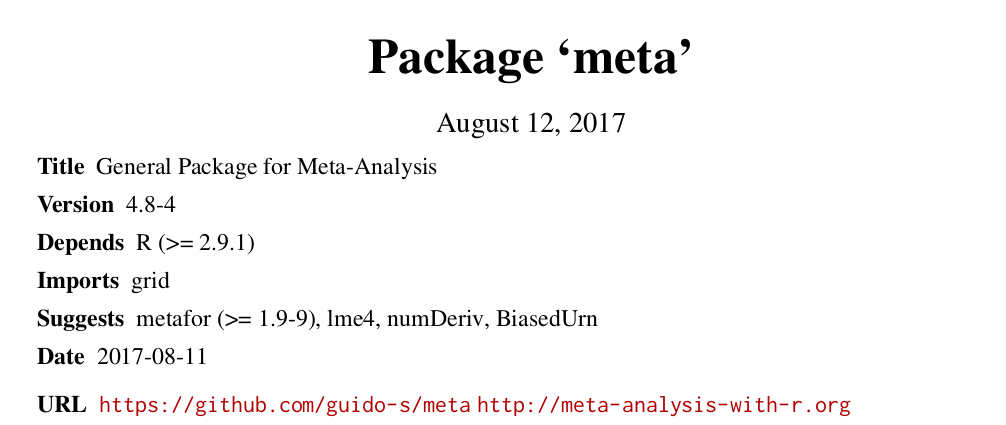 Package ‘meta’
August 12, 2017
Title General Package for Meta-Analysis
Version 4.8-4
Depends R (>= 2.9.1)
Imports grid
Suggests metafor (>= 1.9-9), lme4, numDeriv, BiasedUrn
Date 2017-08-11
URL https://github.com/guido-s/meta http://meta-analysis-with-r.org